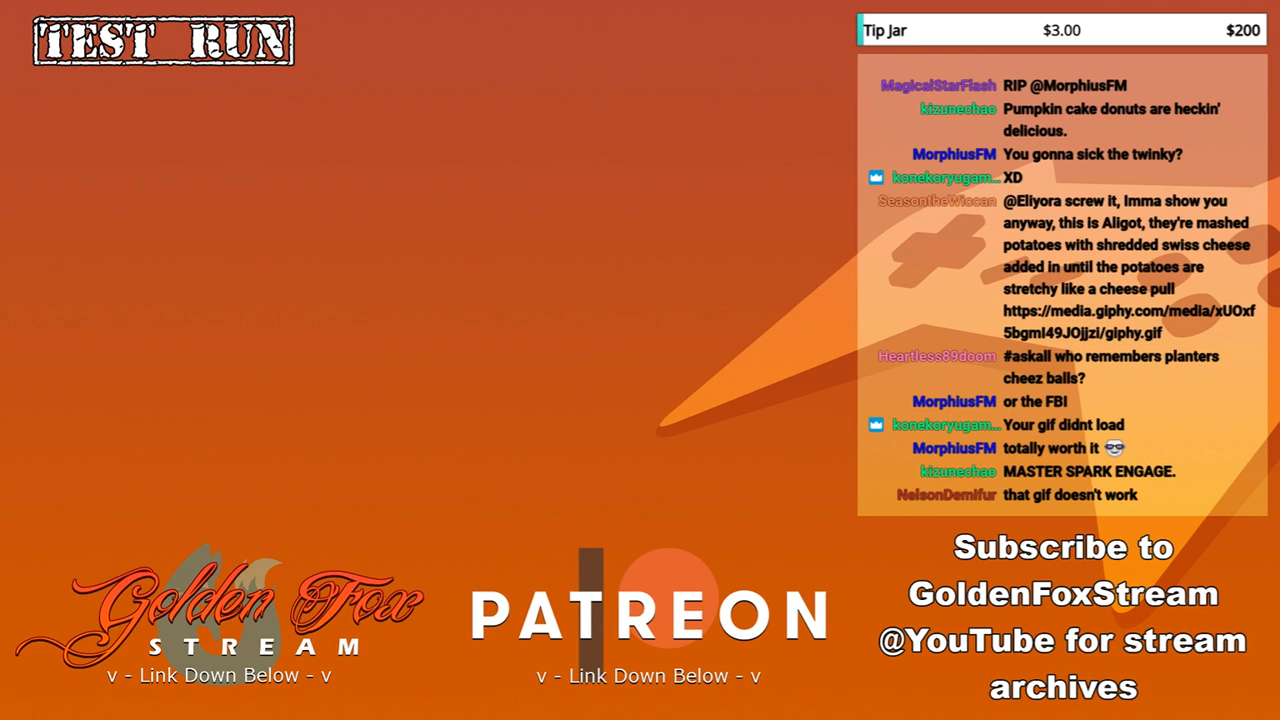 TEST RUN
Tip Jar $3.00 $200
MagicalStarFlash RIP @MorphiusFM
kizunechao Pumpkin cake donuts are heckin'
delicious.
MorphiusFM You gonna sick the twinky?
konekoryugam... XD
SeasontheWiccan @Eliyora screw it, Imma show you
anyway, this is Aligot, they're mashed
potatoes with shredded swiss cheese
added in until the potatoes are
stretchy like a cheese pull
https://media.giphy.com/media/xUOxf
5bgmI49JOjjzi/giphy.gif
Heartless89doom #askall who remembers planters
cheez balls?
MorphiusFM or the FBI
konekoryugam... Your gif didnt load
MorphiusFM totally worth it
kizunechao MASTER SPARK ENGAGE.
NelsonDemifur that gif doesn't work
Golden Fox
STREAM
v - Link Down Below - v
PATREON
v - Link Down Below - v
Subscribe to
GoldenFoxStream
@YouTube for stream
archives